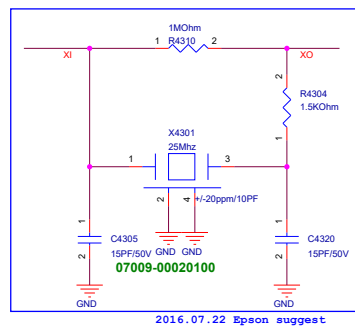 1MOhm
1 2
R4310
XI
XO
2
R4304
1.5KOhm
1
X4301
25Mhz
1
3
2
4
+/-20ppm/10PF
1
C4305
15PF/50V
2
GND GND
1
C4320
15PF/50V
2
07009-00020100
GND
GND
2016.07.22 Epson suggest